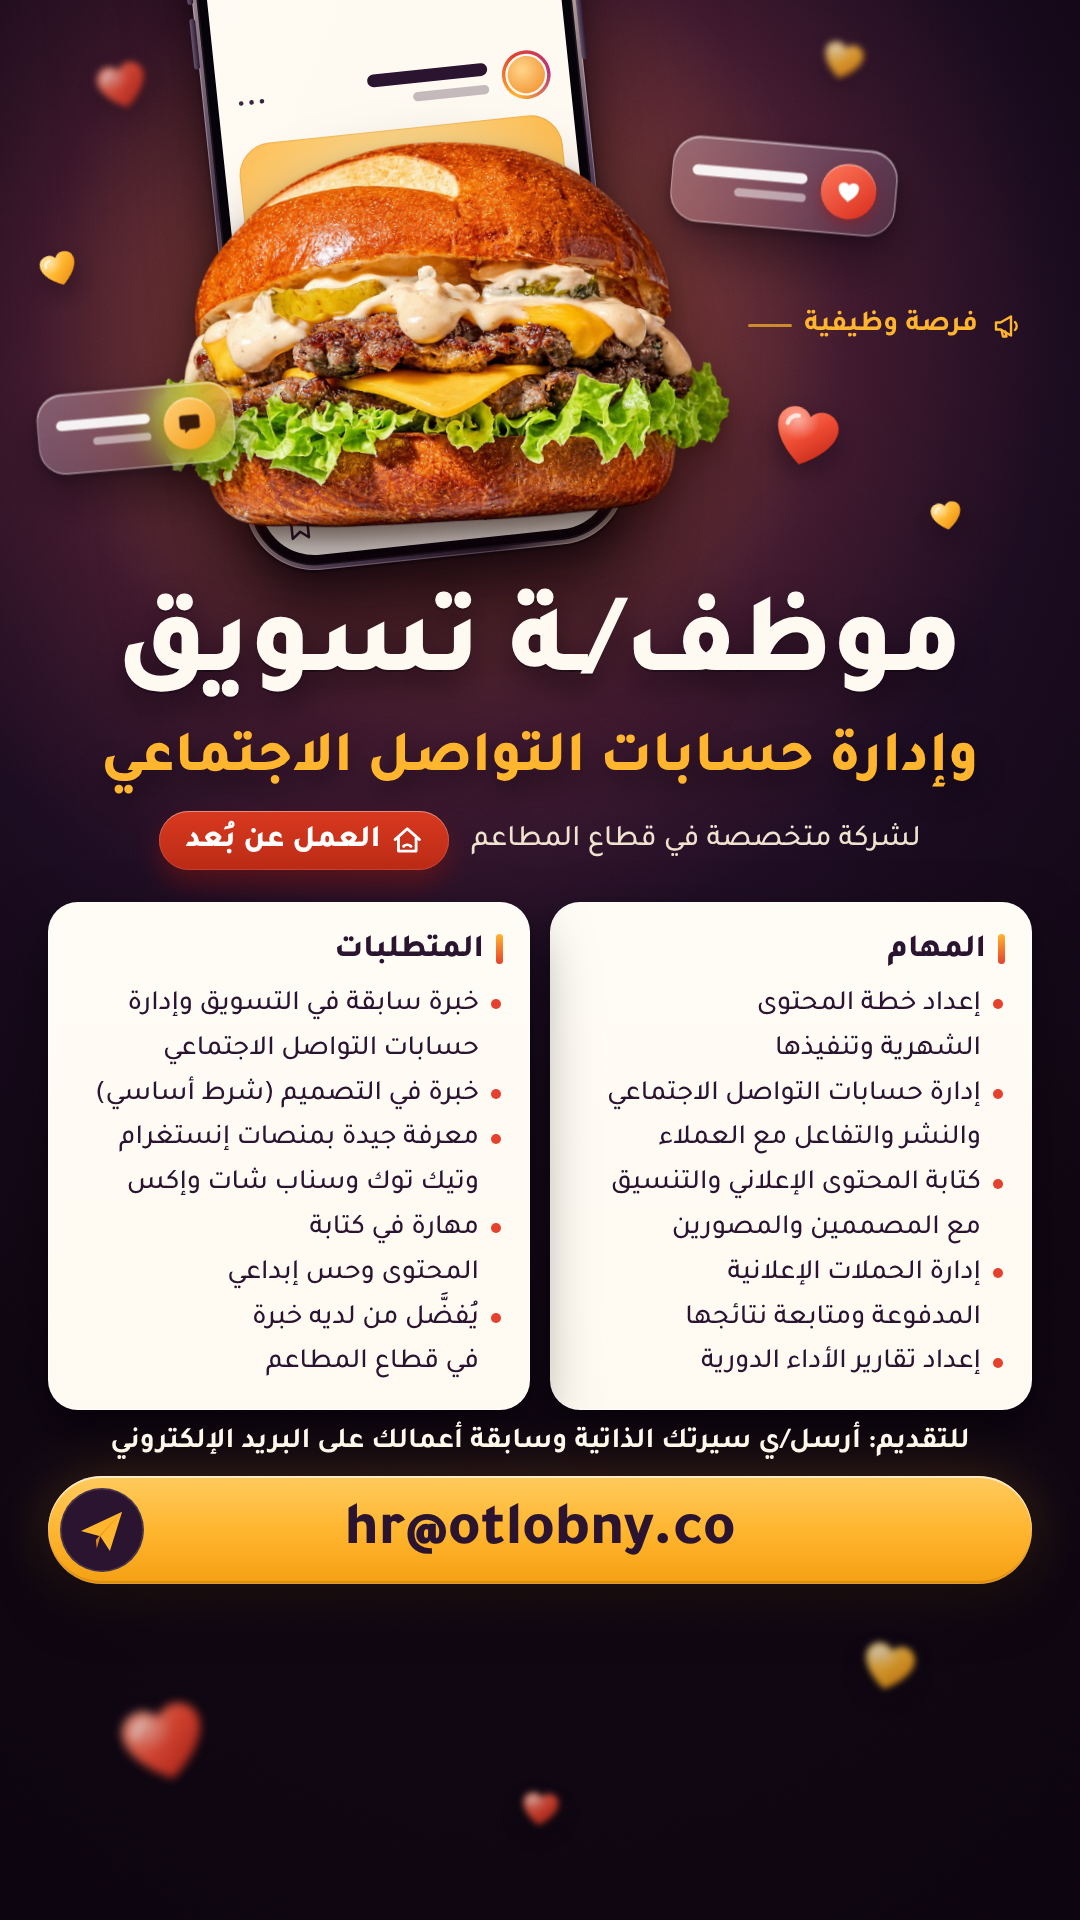 فرصة وظيفية
موظف/ة تسويق
وإدارة حسابات التواصل الاجتماعي
لشركة متخصصة في قطاع المطاعم
العمل عن بُعد
المهام
إعداد خطة المحتوى
الشهرية وتنفيذها
إدارة حسابات التواصل الاجتماعي
والنشر والتفاعل مع العملاء
كتابة المحتوى الإعلاني والتنسيق
مع المصممين والمصورين
إدارة الحملات الإعلانية
المدفوعة ومتابعة نتائجها
إعداد تقارير الأداء الدورية
المتطلبات
خبرة سابقة في التسويق وإدارة
حسابات التواصل الاجتماعي
خبرة في التصميم (شرط أساسي)
معرفة جيدة بمنصات إنستغرام
وتيك توك وسناب شات وإكس
مهارة في كتابة
المحتوى وحس إبداعي
يُفضَّل من لديه خبرة
في قطاع المطاعم
للتقديم: أرسل/ي سيرتك الذاتية وسابقة أعمالك على البريد الإلكتروني
hr@otlobny.co